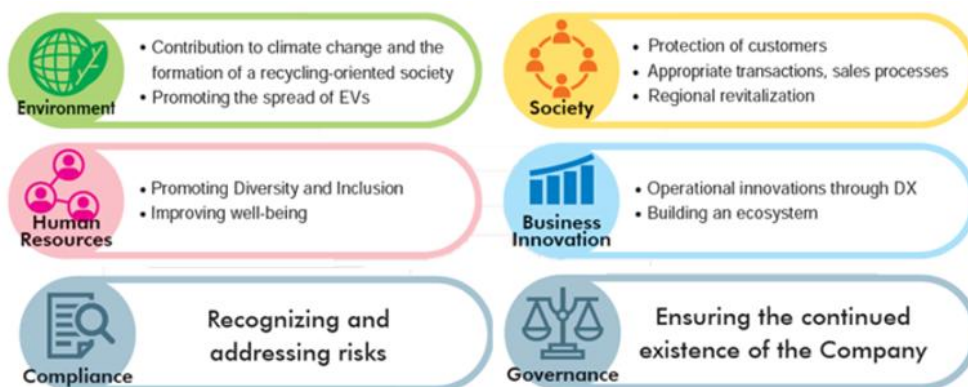 • Contribution to climate change and the
formation of a recycling-oriented society
• Promoting the spread of EVs
Environment
• Protection of customers
• Appropriate transactions, sales processes
• Regional revitalization
Society
• Promoting Diversity and Inclusion
• Improving well-being
Human
Resources
• Operational innovations through DX
• Building an ecosystem
Business
Innovation
Recognizing and
addressing risks
Compliance
Ensuring the continued
existence of the Company
Governance